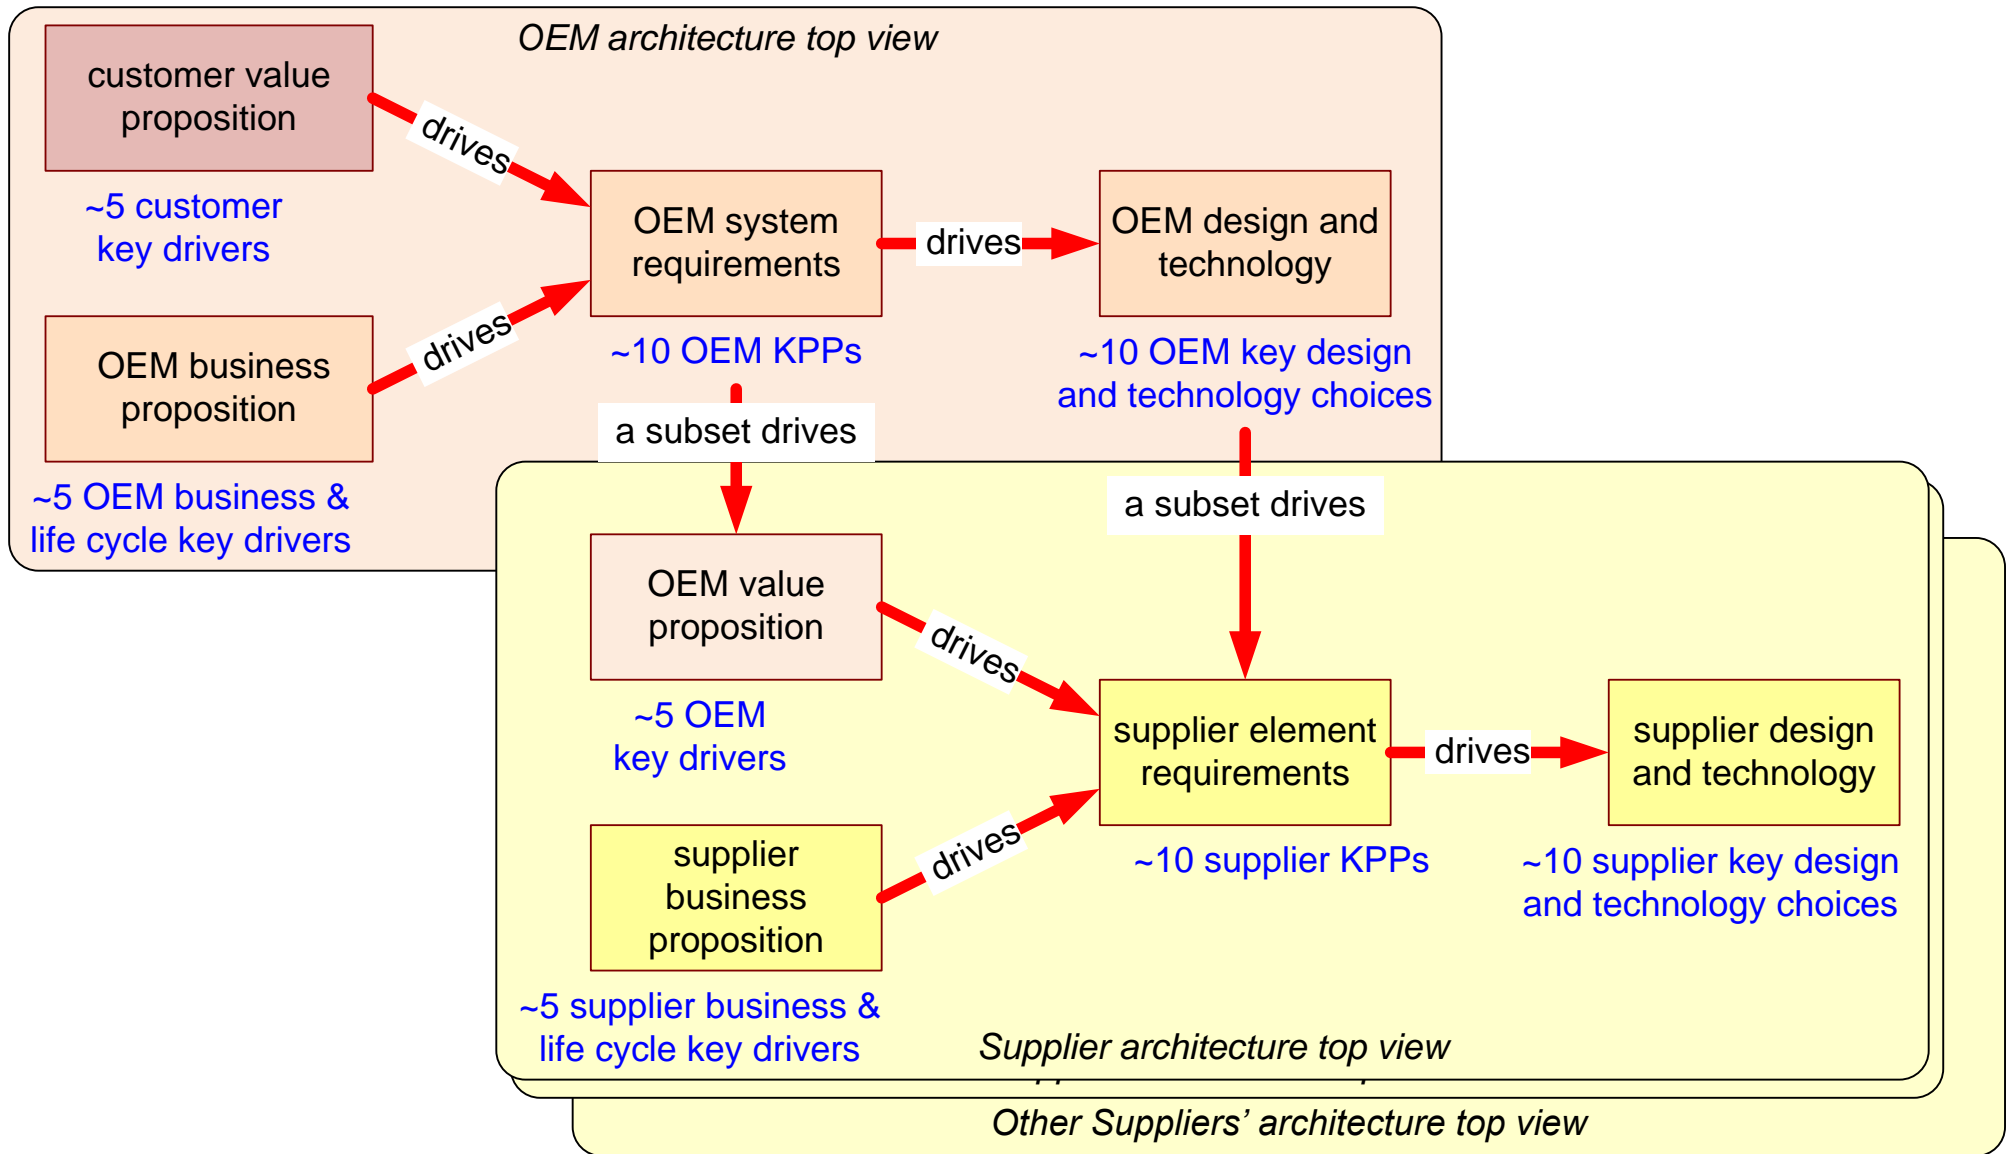 OEM architecture top view
customer value
proposition
drives
~5 customer
key drivers
OEM system
requirements
drives
OEM design and
technology
OEM business
proposition
drives
~10 OEM KPPs
~10 OEM key design
and technology choices
a subset drives
~5 OEM business &
life cycle key drivers
a subset drives
OEM value
proposition
drives
~5 OEM
key drivers
supplier element
requirements
drives
supplier design
and technology
supplier
business
proposition
drives
~10 supplier KPPs
~10 supplier key design
and technology choices
~5 supplier business &
life cycle key drivers
Supplier architecture top view
Other Suppliers’ architecture top view